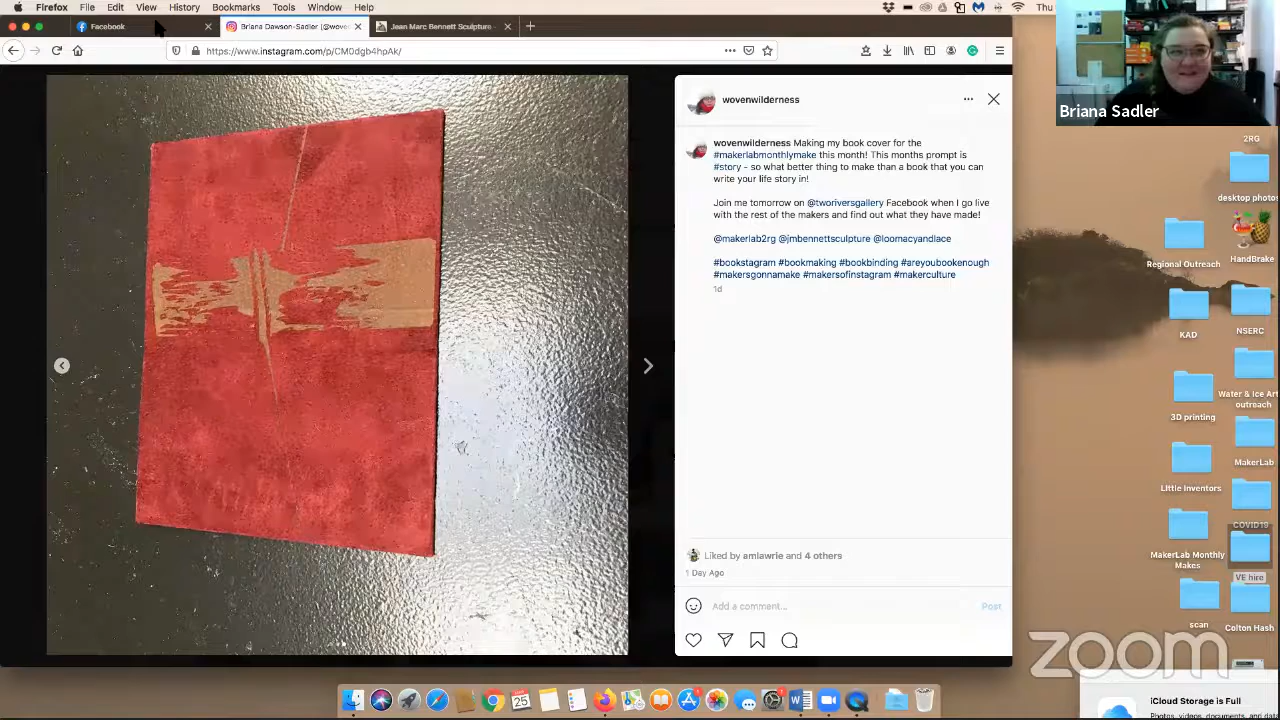 Firefox File Edit View History Bookmarks Tools Window Help
Thu
Facebook
Briana Dawson-Sadler (@wove
Jean Marc Bennett Sculpture -
https://www.instagram.com/p/CM0dgb4hpAk/
Briana Sadler
wovenwilderness
wovenwilderness Making my book cover for the
#makerlabmonthlymake this month! This months prompt is
#story - so what better thing to make than a book that you can
write your life story in!
Join me tomorrow on @tworiversgallery Facebook when I go live
with the rest of the makers and find out what they have made!
@makerlab2rg @jmbennettsculpture @loomacyandlace
#bookstagram #bookmaking #bookbinding #areyoubookenough
#makersgonnamake #makersofinstagram #makerculture
1d
Liked by amlawrie and 4 others
1 Day Ago
Add a comment...
Post
2RG
desktop photos
Regional Outreach
HandBrake
KAD
NSERC
3D printing
Water & Ice Art
outreach
Little Inventors
MakerLab
MakerLab Monthly
Makes
COVID19
VE hire
scan
Colton Hash
zoom
iCloud Storage is Full
Photos, videos, documents, and data
25